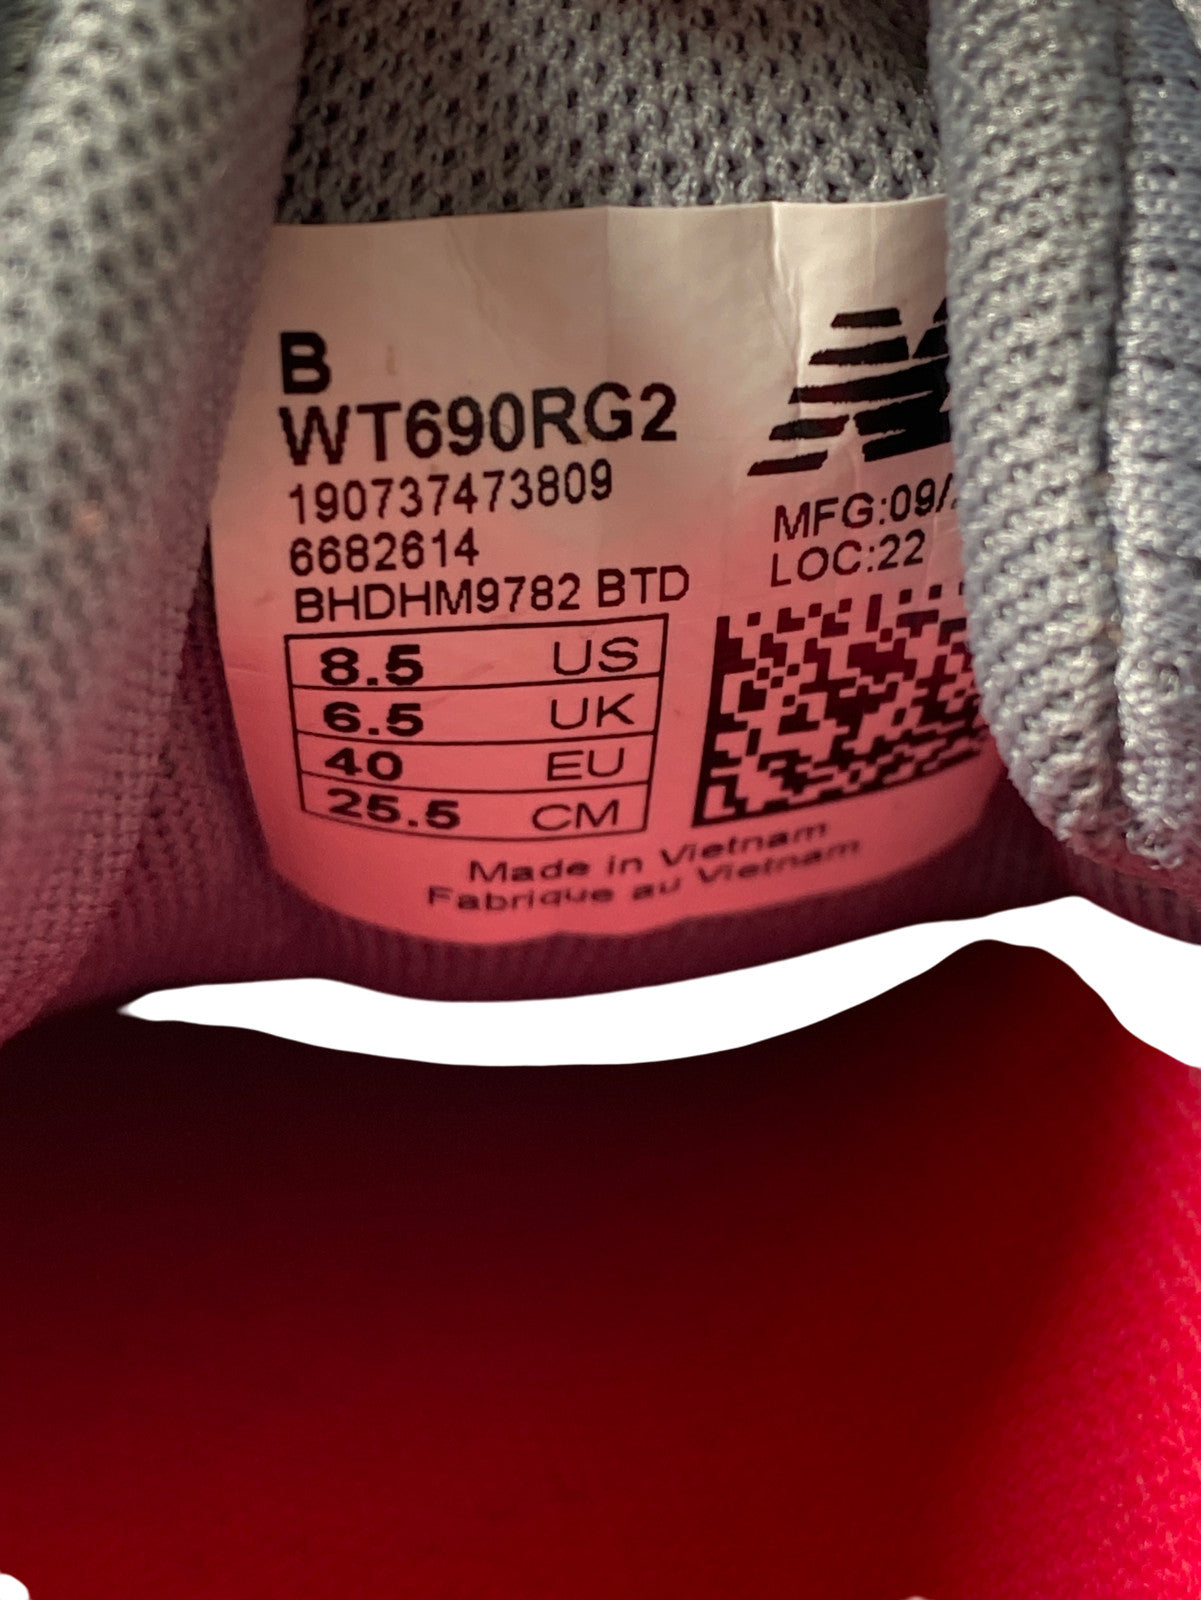 B
WT690RG2
190737473809
6682614
BHDHM9782 BTD
8.5 US
6.5 UK
40 EU
25.5 CM
MFG:09/
LOC:22
Made in Vietnam
Fabriqué au Vietnam